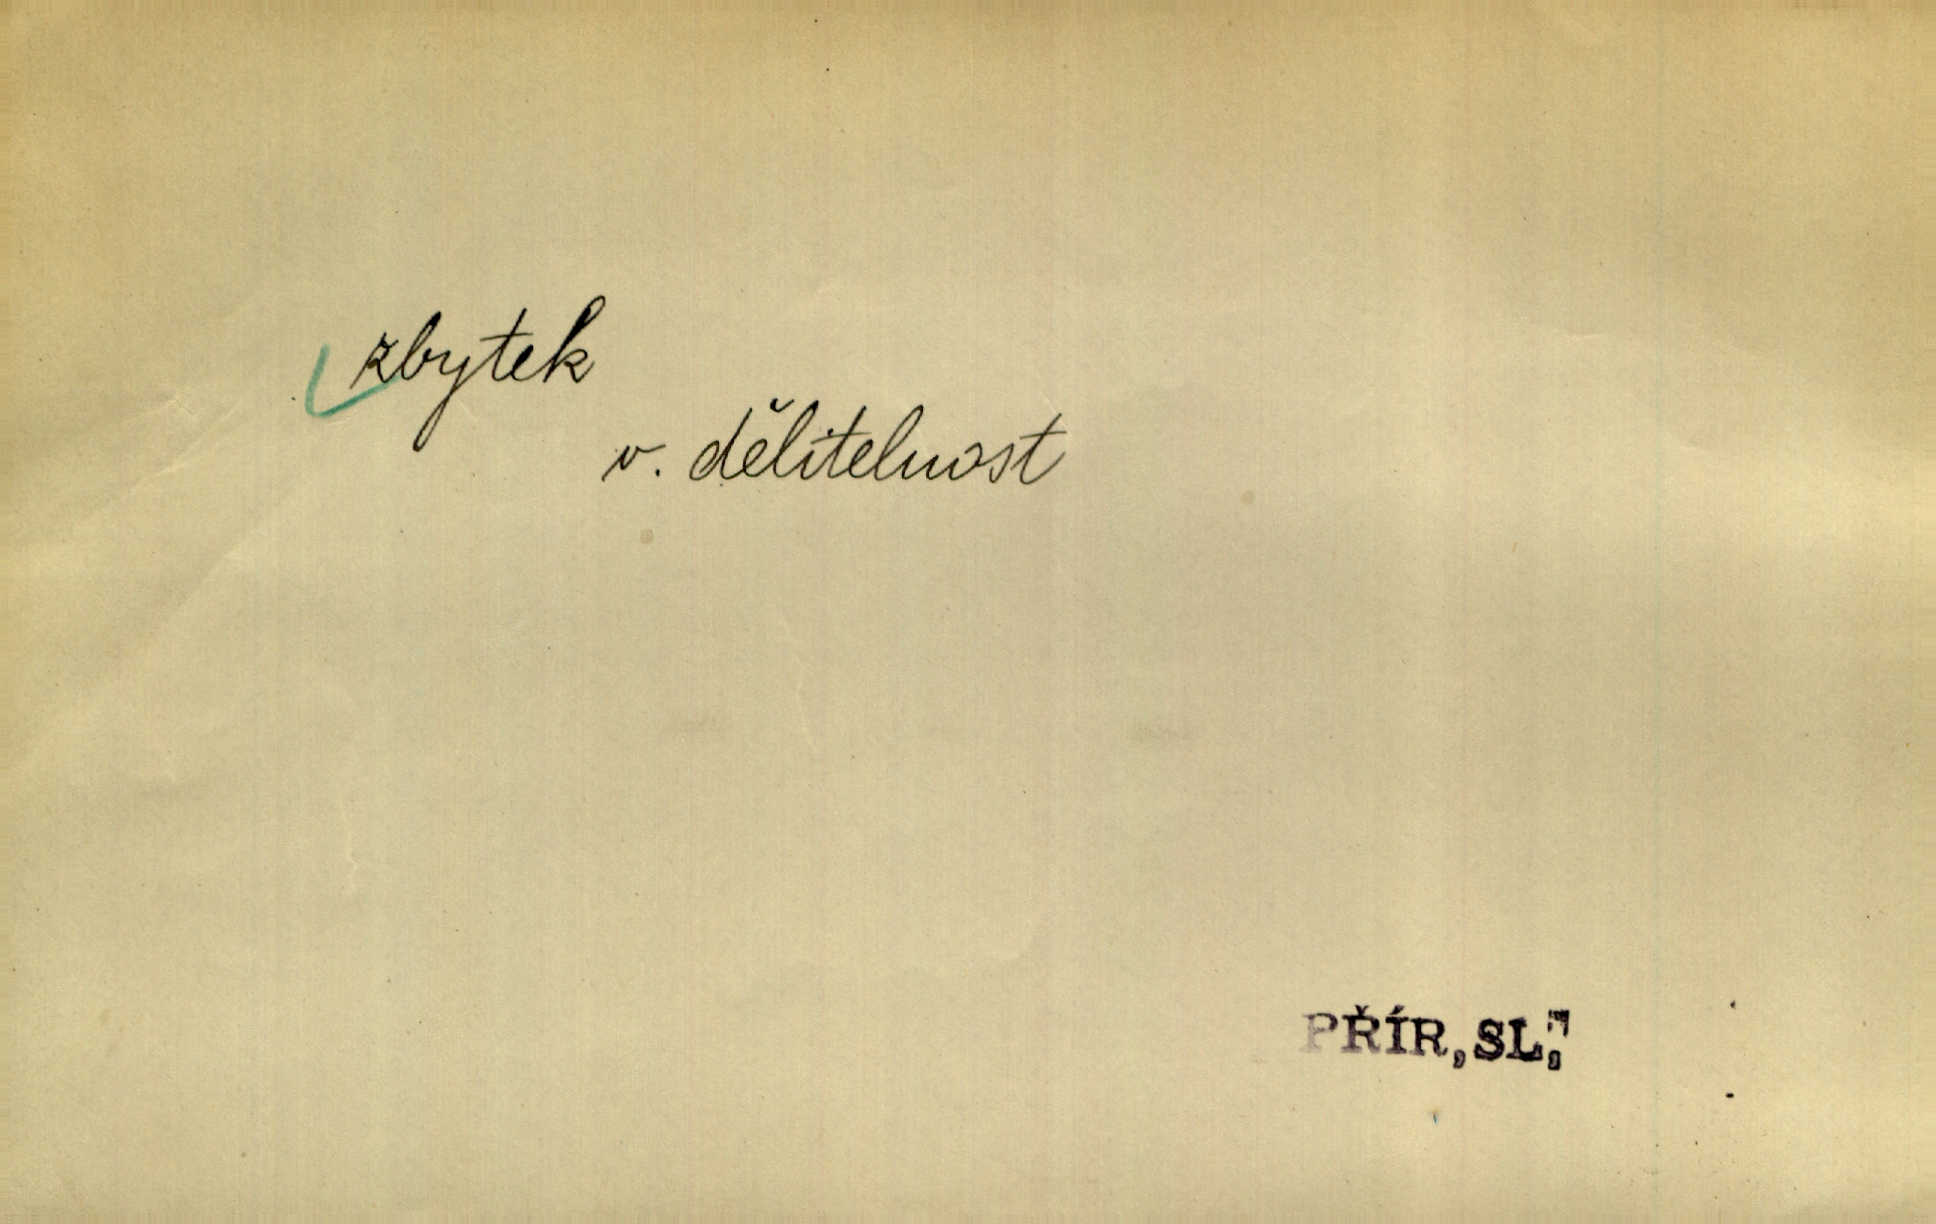 zbytek
v. dělitelnost
PŘÍR, SL,